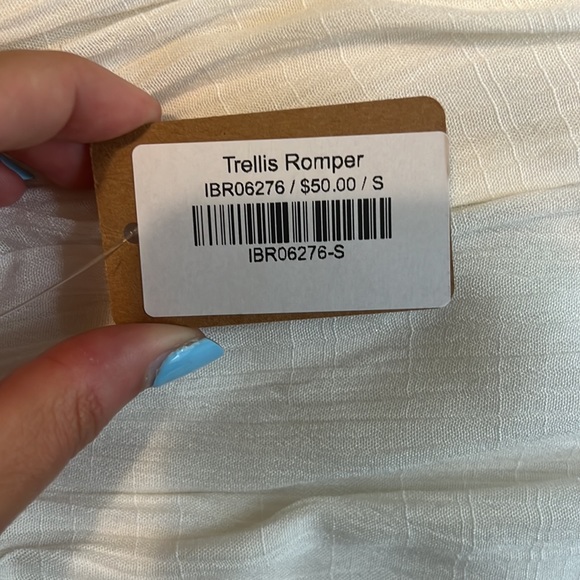 Trellis Romper
IBR06276 / $50.00 / S
IBR06276-S